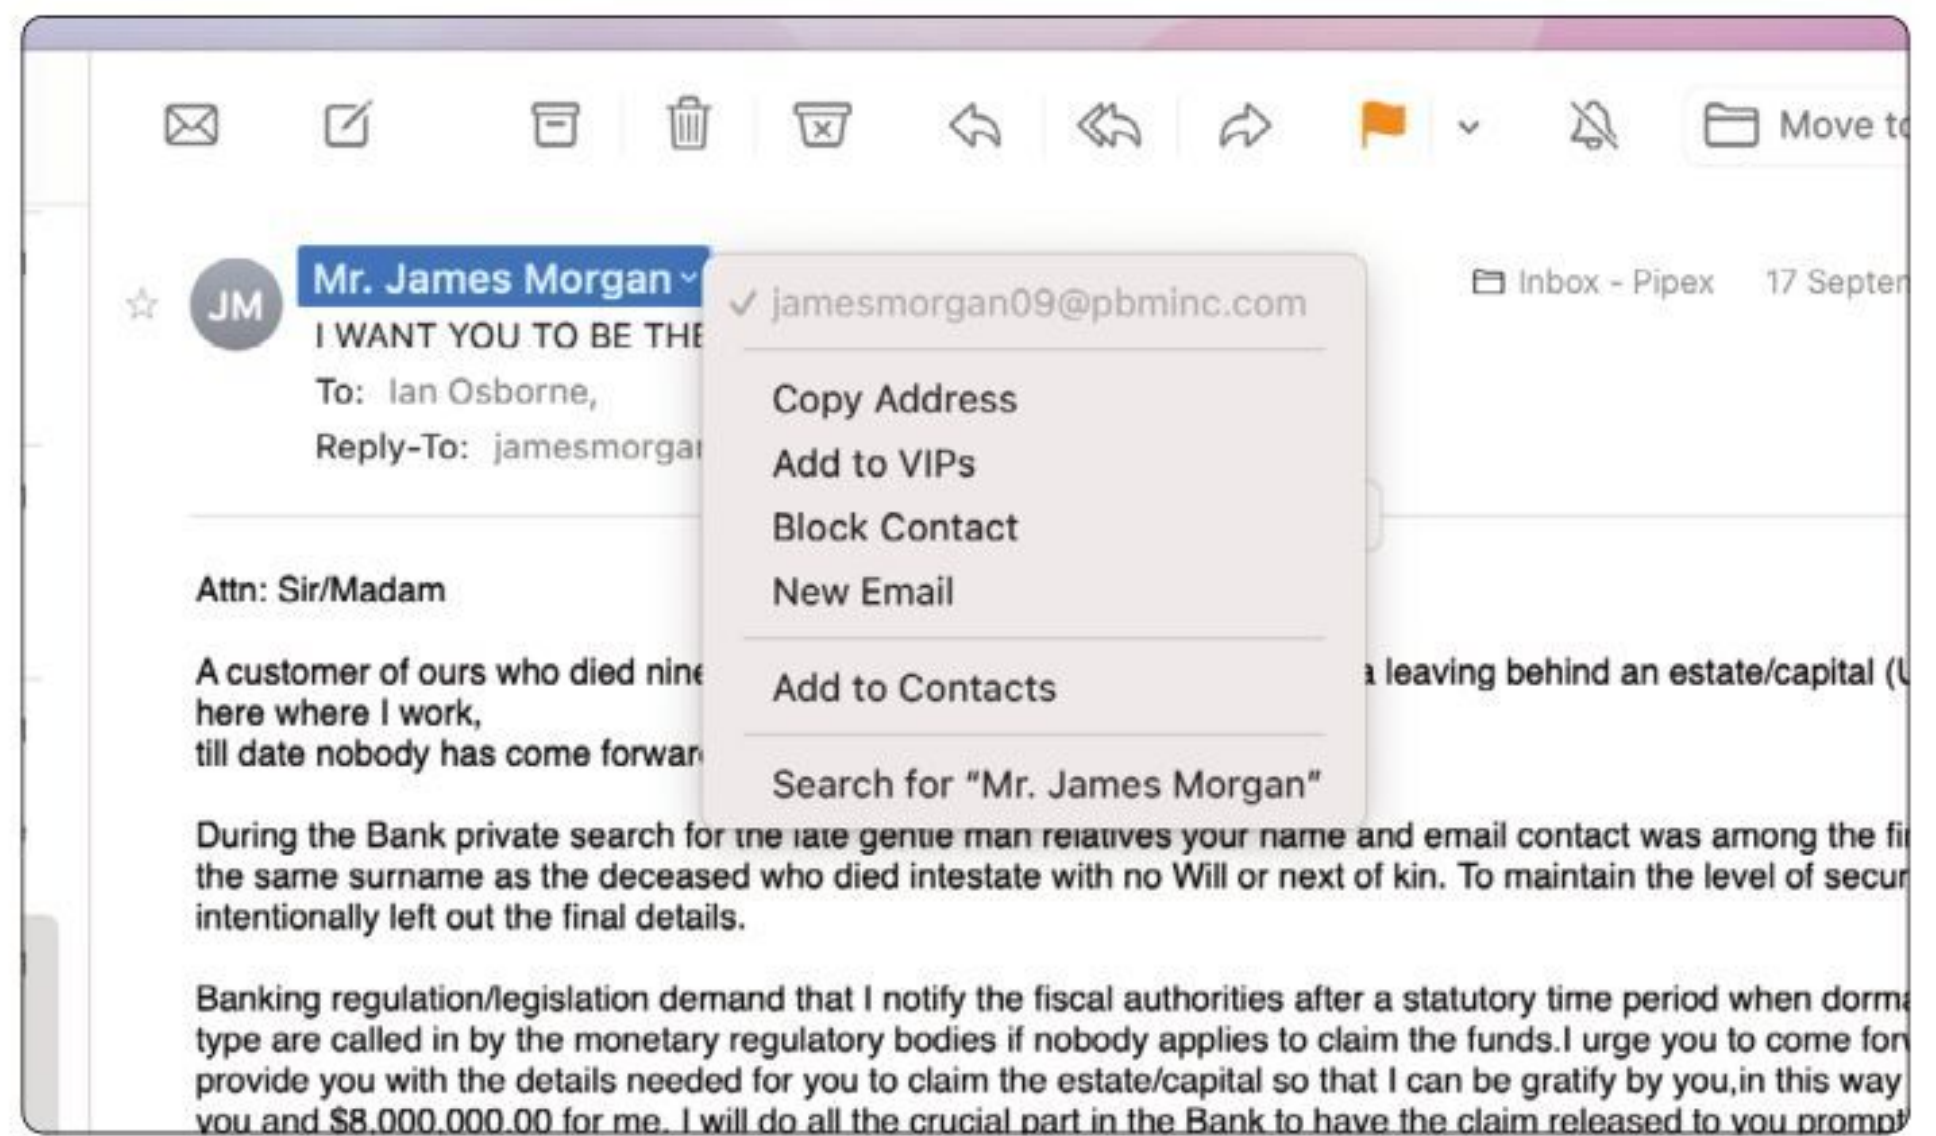 Move to
JM
Mr. James Morgan
jamesmorgan09@pbminc.com
Inbox - Pipex 17 Septem
I WANT YOU TO BE THE
To: Ian Osborne,
Reply-To: jamesmorgan
Copy Address
Add to VIPs
Block Contact
New Email
Add to Contacts
Search for “Mr. James Morgan”
Attn: Sir/Madam
A customer of ours who died nine a leaving behind an estate/capital (U
here where I work,
till date nobody has come forward
During the Bank private search for the late gentle man relatives your name and email contact was among the fi
the same surname as the deceased who died intestate with no Will or next of kin. To maintain the level of secur
intentionally left out the final details.
Banking regulation/legislation demand that I notify the fiscal authorities after a statutory time period when dorma
type are called in by the monetary regulatory bodies if nobody applies to claim the funds.I urge you to come forw
provide you with the details needed for you to claim the estate/capital so that I can be gratify by you,in this way
you and $8,000,000.00 for me. I will do all the crucial part in the Bank to have the claim released to you prompt